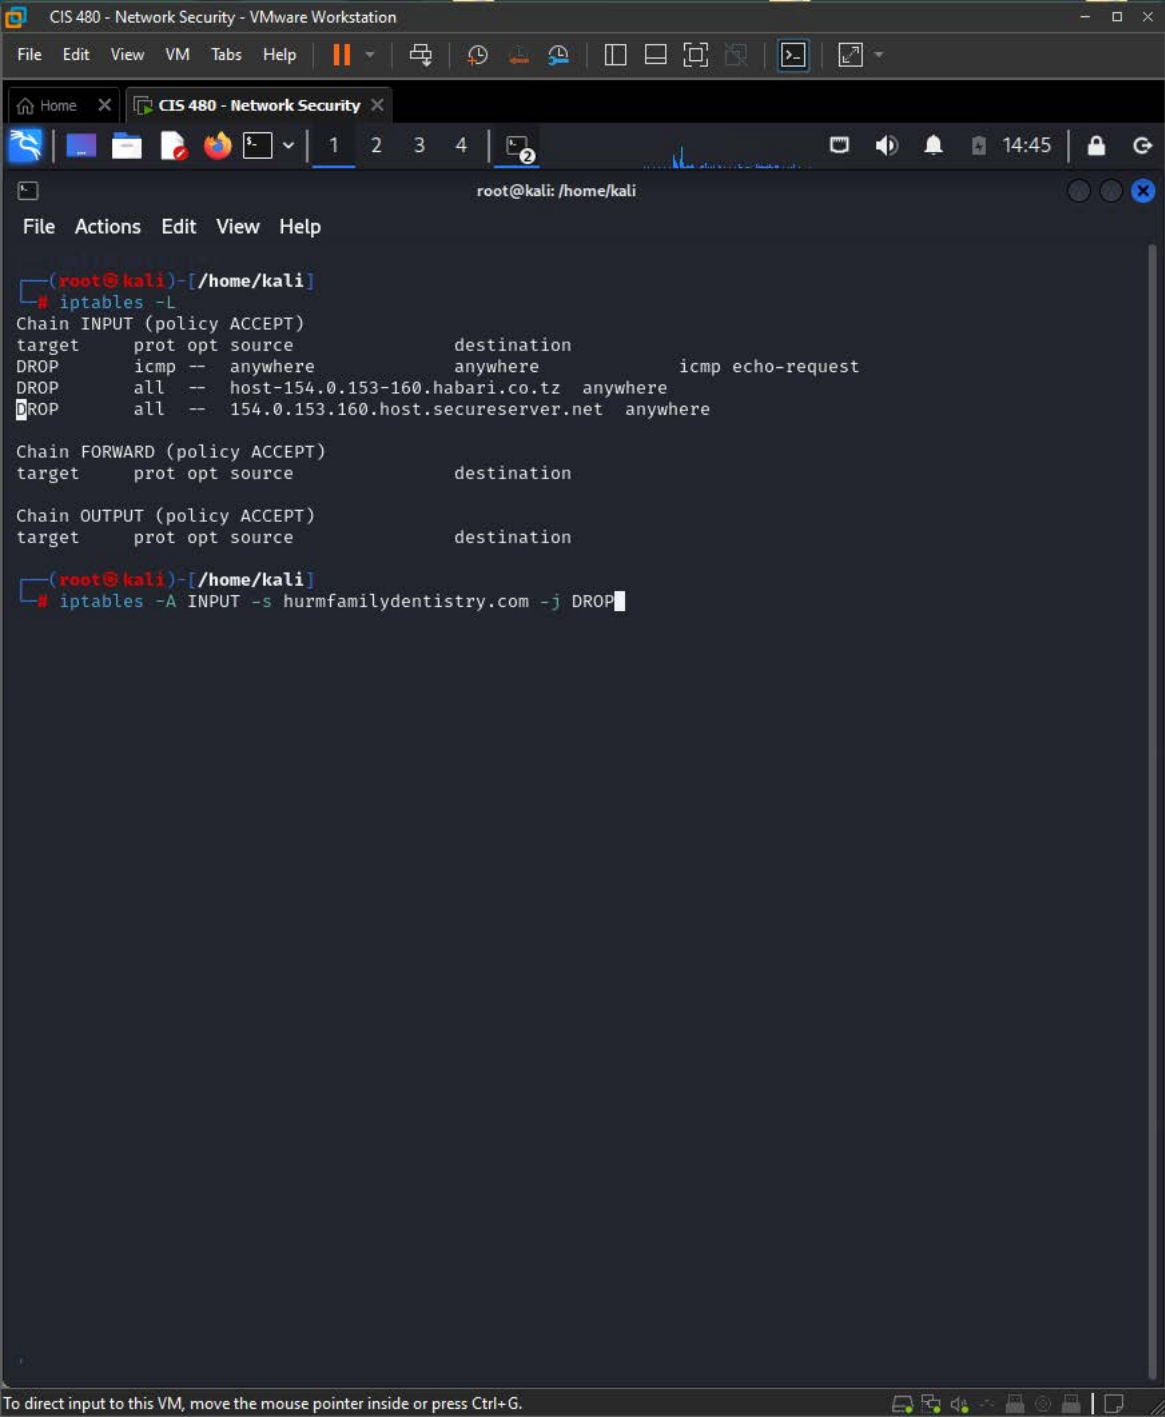 CIS 480 - Network Security - VMware Workstation
File Edit View VM Tabs Help
Home CIS 480 - Network Security
1 2 3 4 2 14:45
root@kali: /home/kali
File Actions Edit View Help
(root㉿kali)-[/home/kali]
# iptables -L
Chain INPUT (policy ACCEPT)
target prot opt source destination
DROP icmp -- anywhere anywhere icmp echo-request
DROP all -- host-154.0.153-160.habari.co.tz anywhere
DROP all -- 154.0.153.160.host.secureserver.net anywhere
Chain FORWARD (policy ACCEPT)
target prot opt source destination
Chain OUTPUT (policy ACCEPT)
target prot opt source destination
(root㉿kali)-[/home/kali]
# iptables -A INPUT -s hurmfamilydentistry.com -j DROP
To direct input to this VM, move the mouse pointer inside or press Ctrl+G.